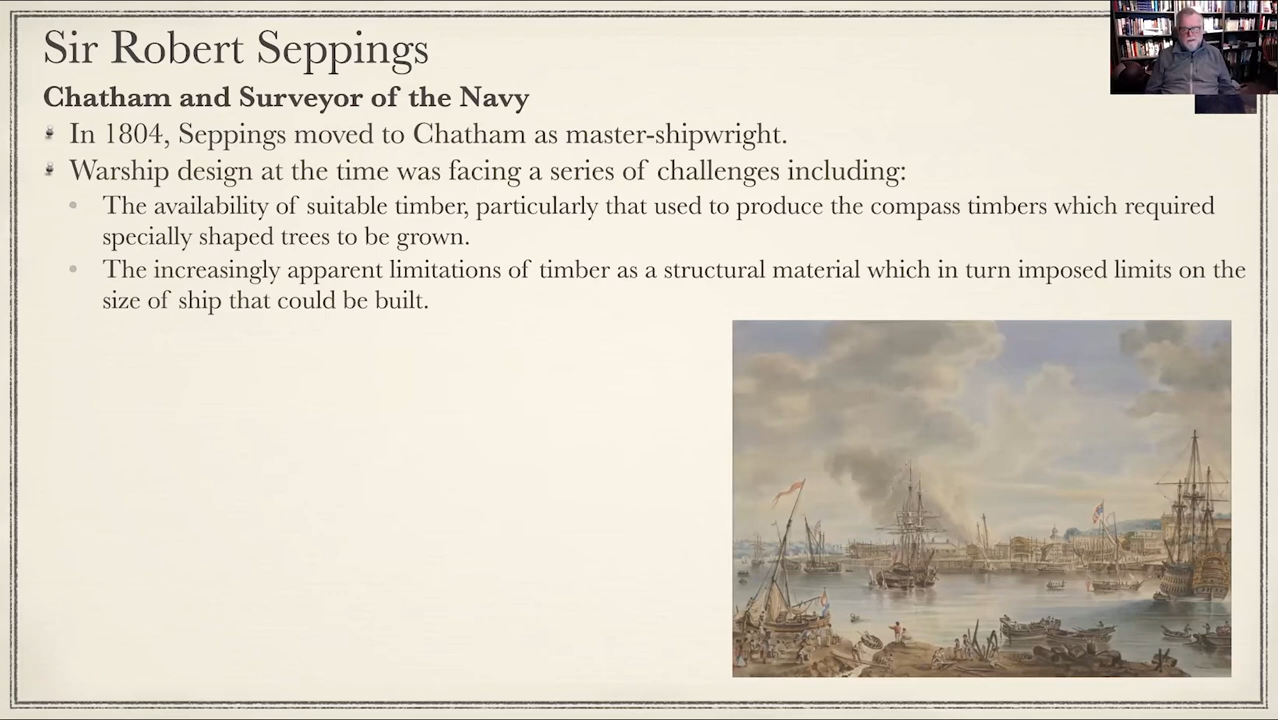 Sir Robert Seppings
Chatham and Surveyor of the Navy
In 1804, Seppings moved to Chatham as master-shipwright.
Warship design at the time was facing a series of challenges including:
The availability of suitable timber, particularly that used to produce the compass timbers which required
specially shaped trees to be grown.
The increasingly apparent limitations of timber as a structural material which in turn imposed limits on the
size of ship that could be built.